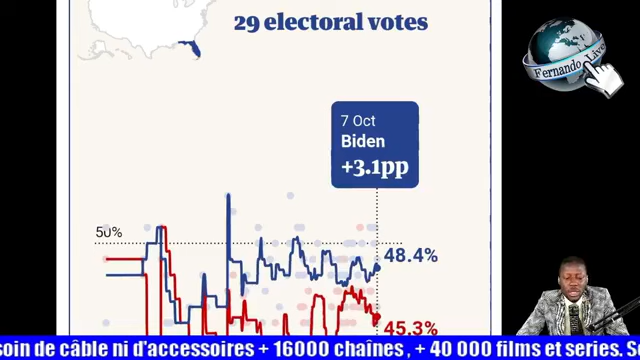 29 electoral votes
Fernando Live
7 Oct
Biden
+3.1pp
50%
48.4%
45.3%
soin de câble ni d'accessoires + 16000 chaînes , + 40 000 films et series. S